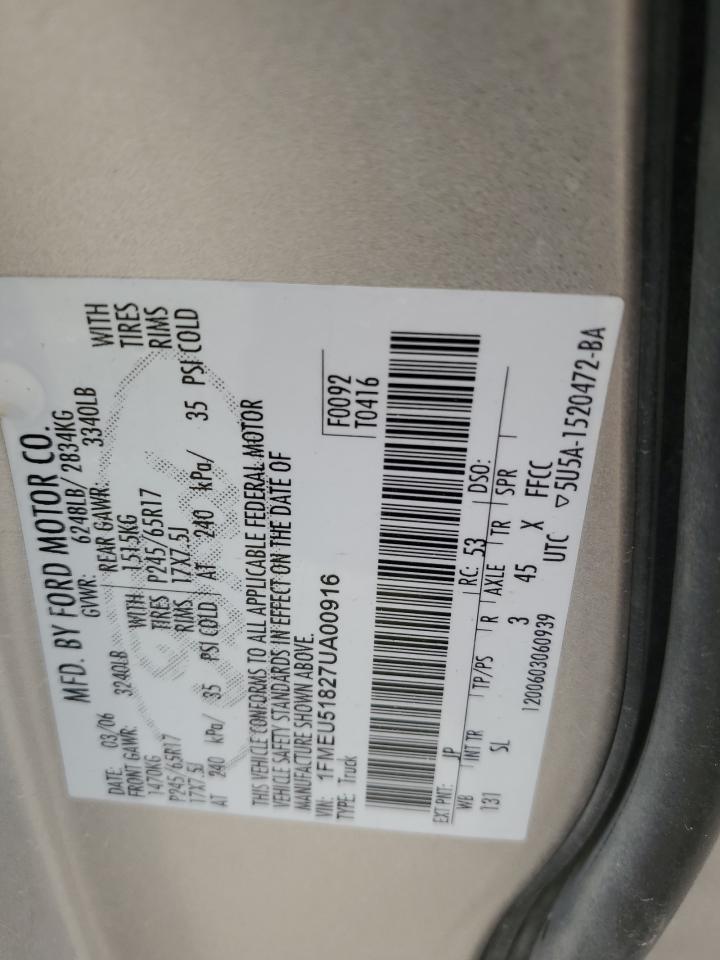 MFD. BY FORD MOTOR CO.
DATE: 03/06 GVWR: 6248LB/ 2834KG
FRONT GAWR: 3240LB REAR GAWR: 3340LB
1470KG WITH 1515KG WITH
P245/65R17 TIRES P245/65R17 TIRES
17X7.5J RIMS 17X7.5J RIMS
AT 240 kPa/ 35 PSI COLD AT 240 kPa/ 35 PSI COLD
THIS VEHICLE CONFORMS TO ALL APPLICABLE FEDERAL MOTOR
VEHICLE SAFETY STANDARDS IN EFFECT ON THE DATE OF
MANUFACTURE SHOWN ABOVE.
VIN: 1FMEU51827UA00916 F0092
TYPE: Truck T0416
EXT PNT: JP RC: 53 DSO:
WB INT TR TP/PS R AXLE TR SPR
131 SL 3 45 X FFCC
1200603060939 UTC ▽5U5A-1520472-BA